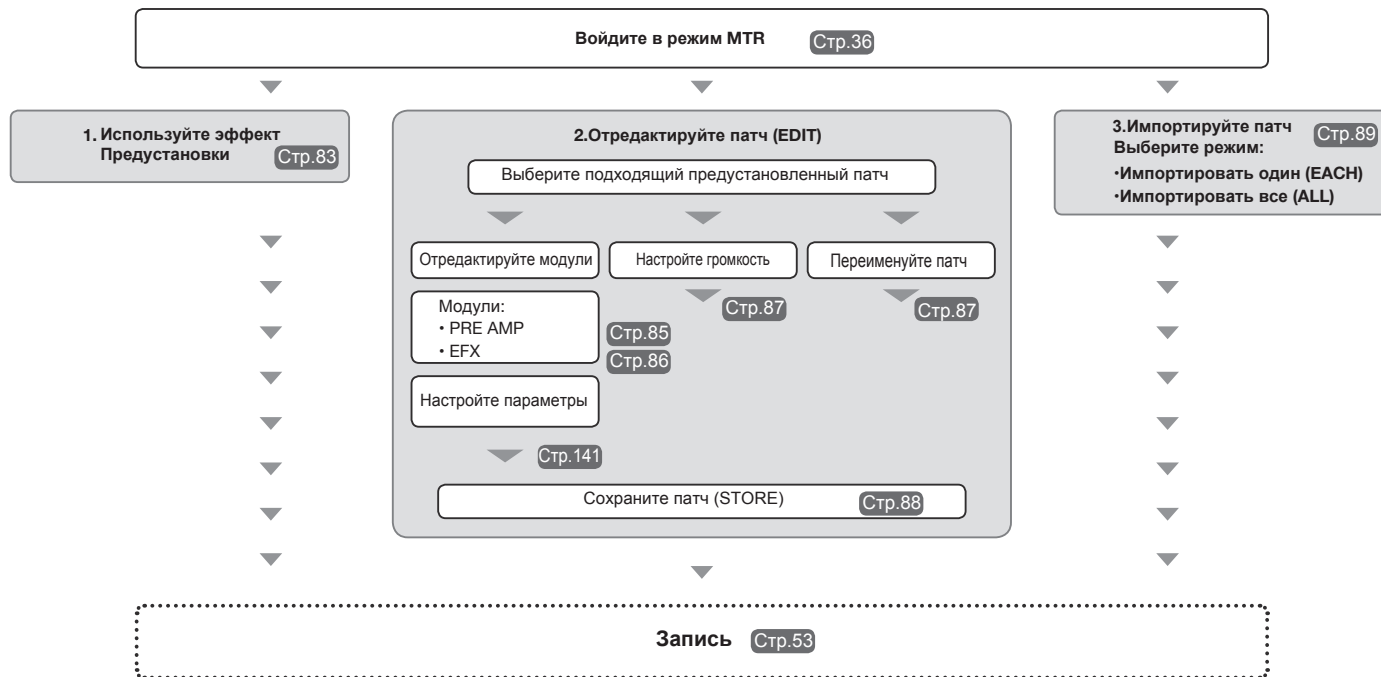 Войдите в режим MTR Стр.36
1. Используйте эффект
Предустановки Стр.83
2.Отредактируйте патч (EDIT)
Выберите подходящий предустановленный патч
Отредактируйте модули
Настройте громкость
Переименуйте патч
Модули:
• PRE AMP
• EFX
Стр.85
Стр.86
Стр.87
Стр.87
Настройте параметры
Стр.141
Сохраните патч (STORE) Стр.88
3.Импортируйте патч Стр.89
Выберите режим:
·Импортировать один (EACH)
·Импортировать все (ALL)
Запись Стр.53